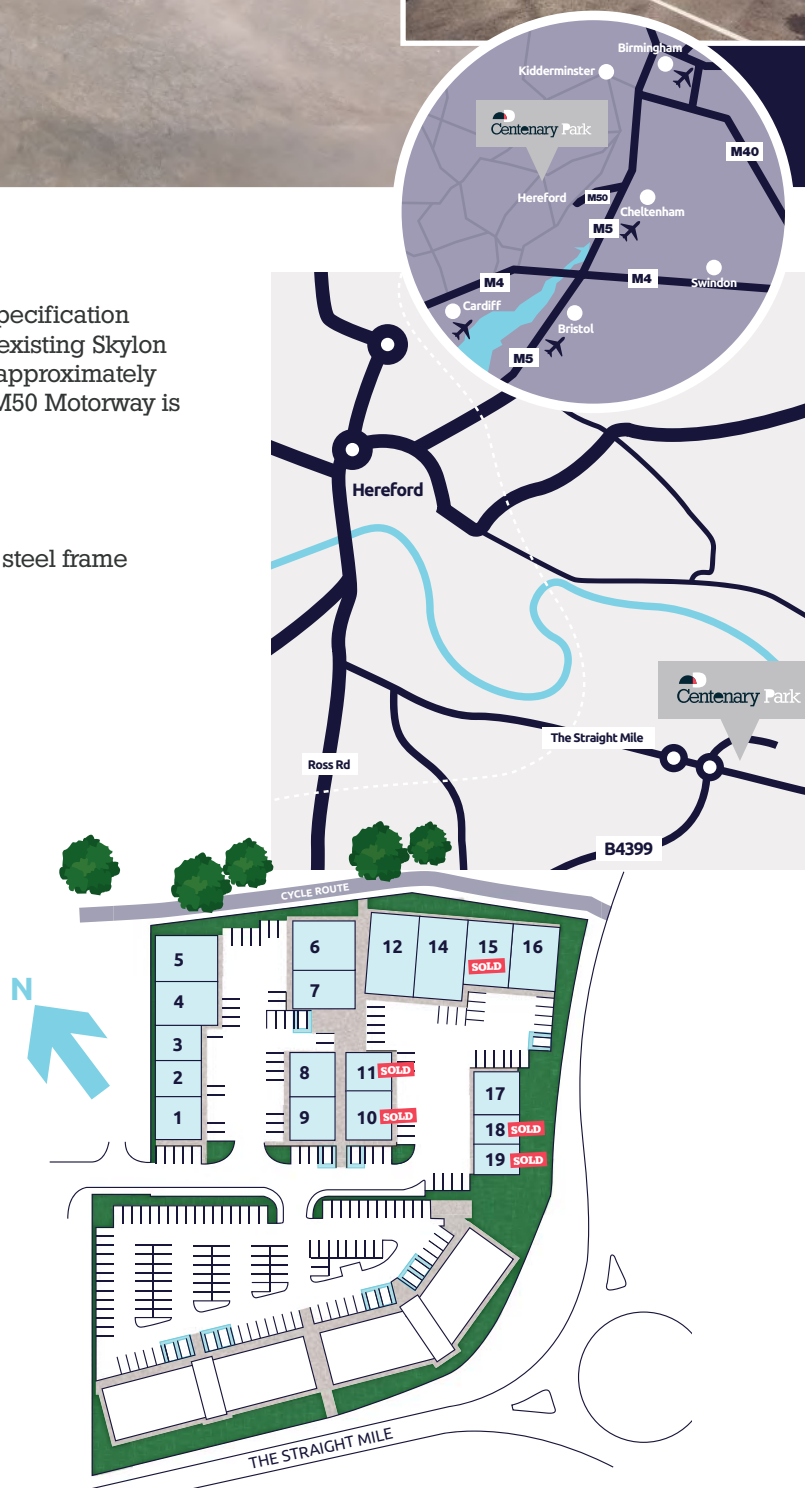 Birmingham
Kidderminster
Centenary Park
M40
Hereford
M50
Cheltenham
M5
M4
M4
Swindon
Cardiff
Bristol
M5
pecification
existing Skylon
approximately
M50 Motorway is
steel frame
Hereford
Centenary Park
The Straight Mile
Ross Rd
B4399
CYCLE ROUTE
N
5
4
3
2
1
6
7
8
9
11 SOLD
10 SOLD
12
14
15
SOLD
16
17
18 SOLD
19 SOLD
THE STRAIGHT MILE